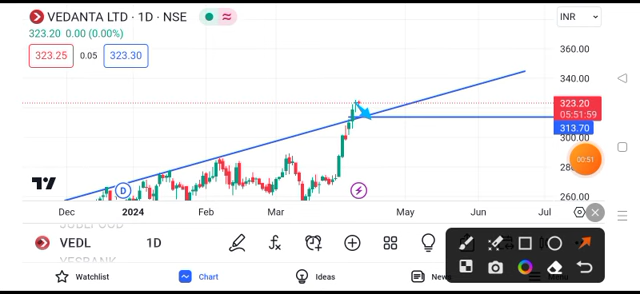 VEDANTA LTD · 1D · NSE
INR
323.20 0.00 (0.00%)
323.25 0.05 323.30
360.00
340.00
323.20
05:51:59
313.70
300.00
00:51
280.00
260.00
D
Dec 2024 Feb Mar May Jun Jul
VEDL 1D
YESBANK
Watchlist Chart Ideas News